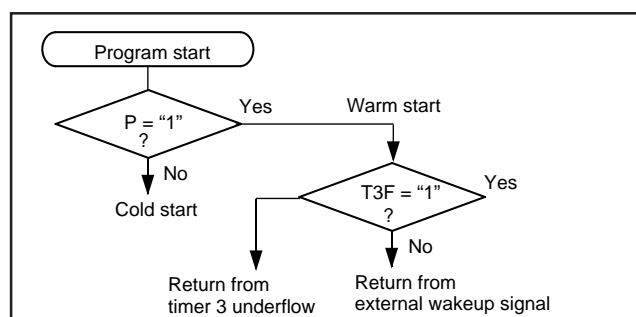 Program start
Yes
Warm start
P = “1”
?
No
Cold start
T3F = “1”
?
Yes
No
Return from
timer 3 underflow
Return from
external wakeup signal